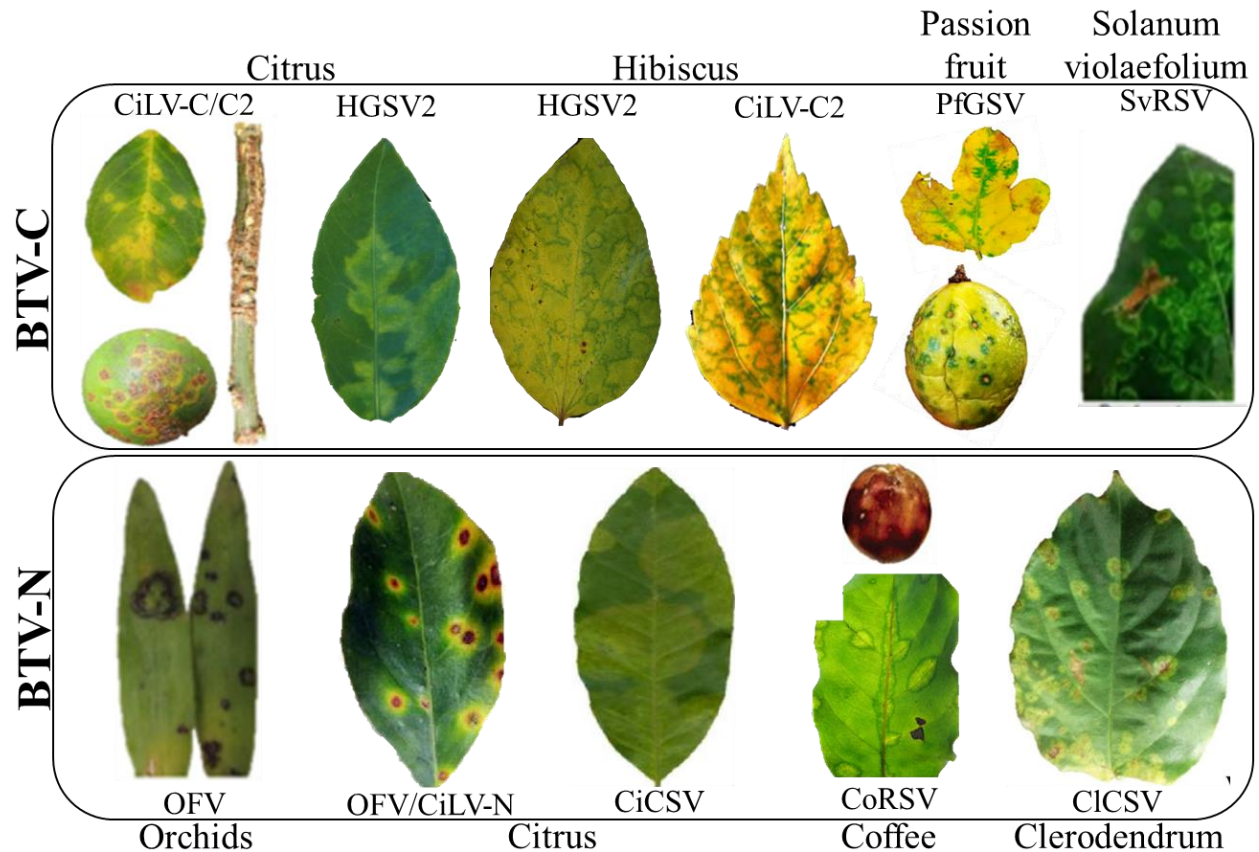 Passion
fruit
Solanum
violaefolium
Citrus
Hibiscus
BTV-C
CiLV-C/C2
HGSV2
HGSV2
CiLV-C2
PfGSV
SvRSV
BTV-N
OFV
OFV/CiLV-N
CiCSV
CoRSV
ClCSV
Orchids
Citrus
Coffee
Clerodendrum